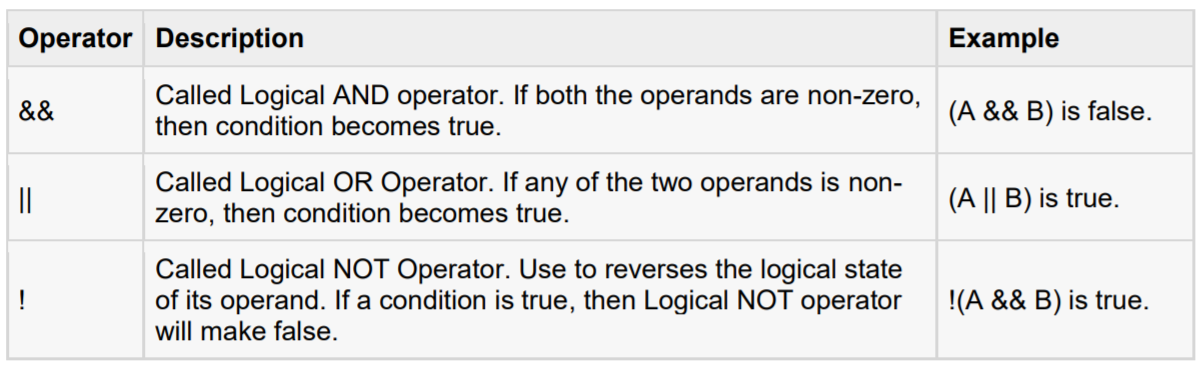 Operator Description Example
&& Called Logical AND operator. If both the operands are non-zero, (A && B) is false.
then condition becomes true.
|| Called Logical OR Operator. If any of the two operands is non- (A || B) is true.
zero, then condition becomes true.
Called Logical NOT Operator. Use to reverses the logical state
! of its operand. If a condition is true, then Logical NOT operator !(A && B) is true.
will make false.